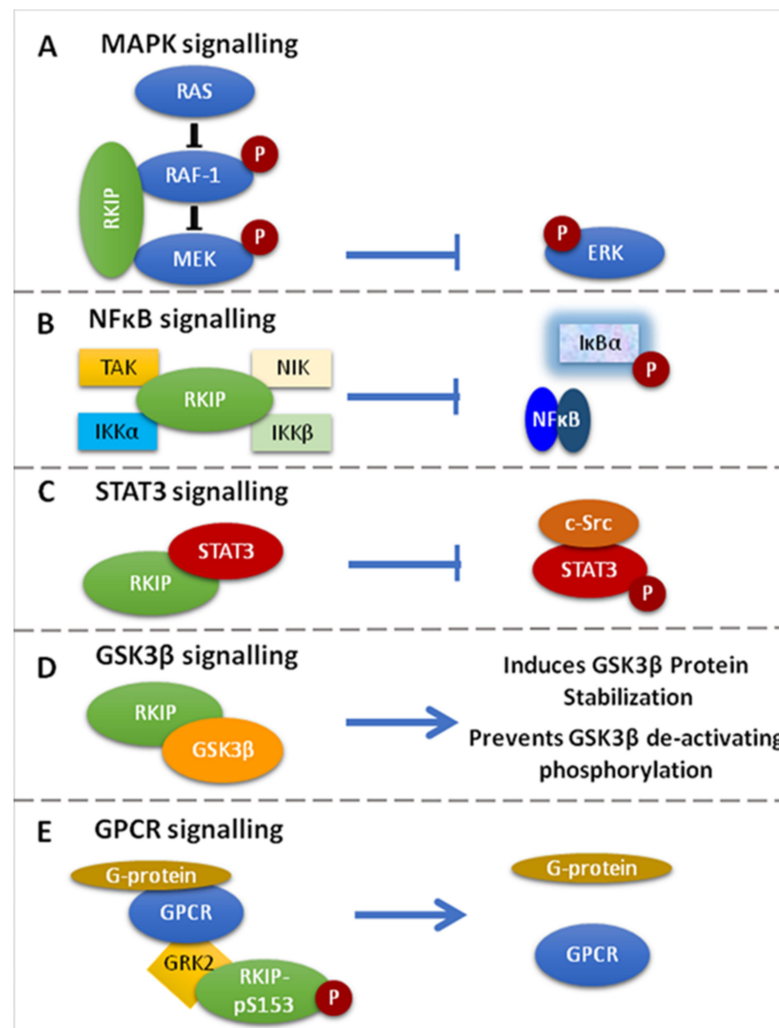 A MAPK signalling
RAS
RAF-1
P
RKIP
MEK
P
P
ERK
B NFκB signalling
TAK
NIK
RKIP
IKKα
IKKβ
IκBα
P
NFκB
C STAT3 signalling
STAT3
RKIP
c-Src
STAT3
P
D GSK3β signalling
RKIP
GSK3β
Induces GSK3β Protein
Stabilization
Prevents GSK3β de-activating
phosphorylation
E GPCR signalling
G-protein
GPCR
GRK2
RKIP-
pS153
P
G-protein
GPCR